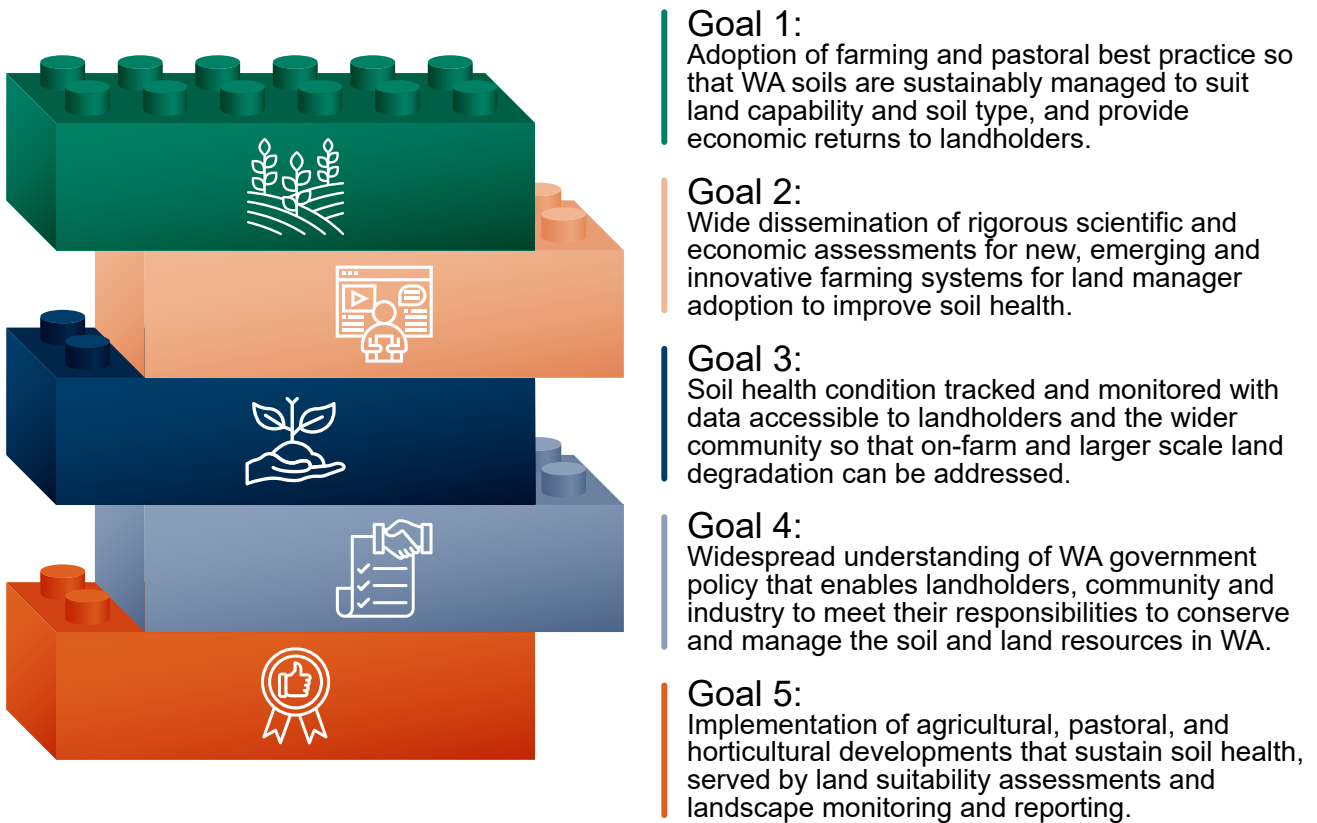 Goal 1:
Adoption of farming and pastoral best practice so
that WA soils are sustainably managed to suit
land capability and soil type, and provide
economic returns to landholders.
Goal 2:
Wide dissemination of rigorous scientific and
economic assessments for new, emerging and
innovative farming systems for land manager
adoption to improve soil health.
Goal 3:
Soil health condition tracked and monitored with
data accessible to landholders and the wider
community so that on-farm and larger scale land
degradation can be addressed.
Goal 4:
Widespread understanding of WA government
policy that enables landholders, community and
industry to meet their responsibilities to conserve
and manage the soil and land resources in WA.
Goal 5:
Implementation of agricultural, pastoral, and
horticultural developments that sustain soil health,
served by land suitability assessments and
landscape monitoring and reporting.